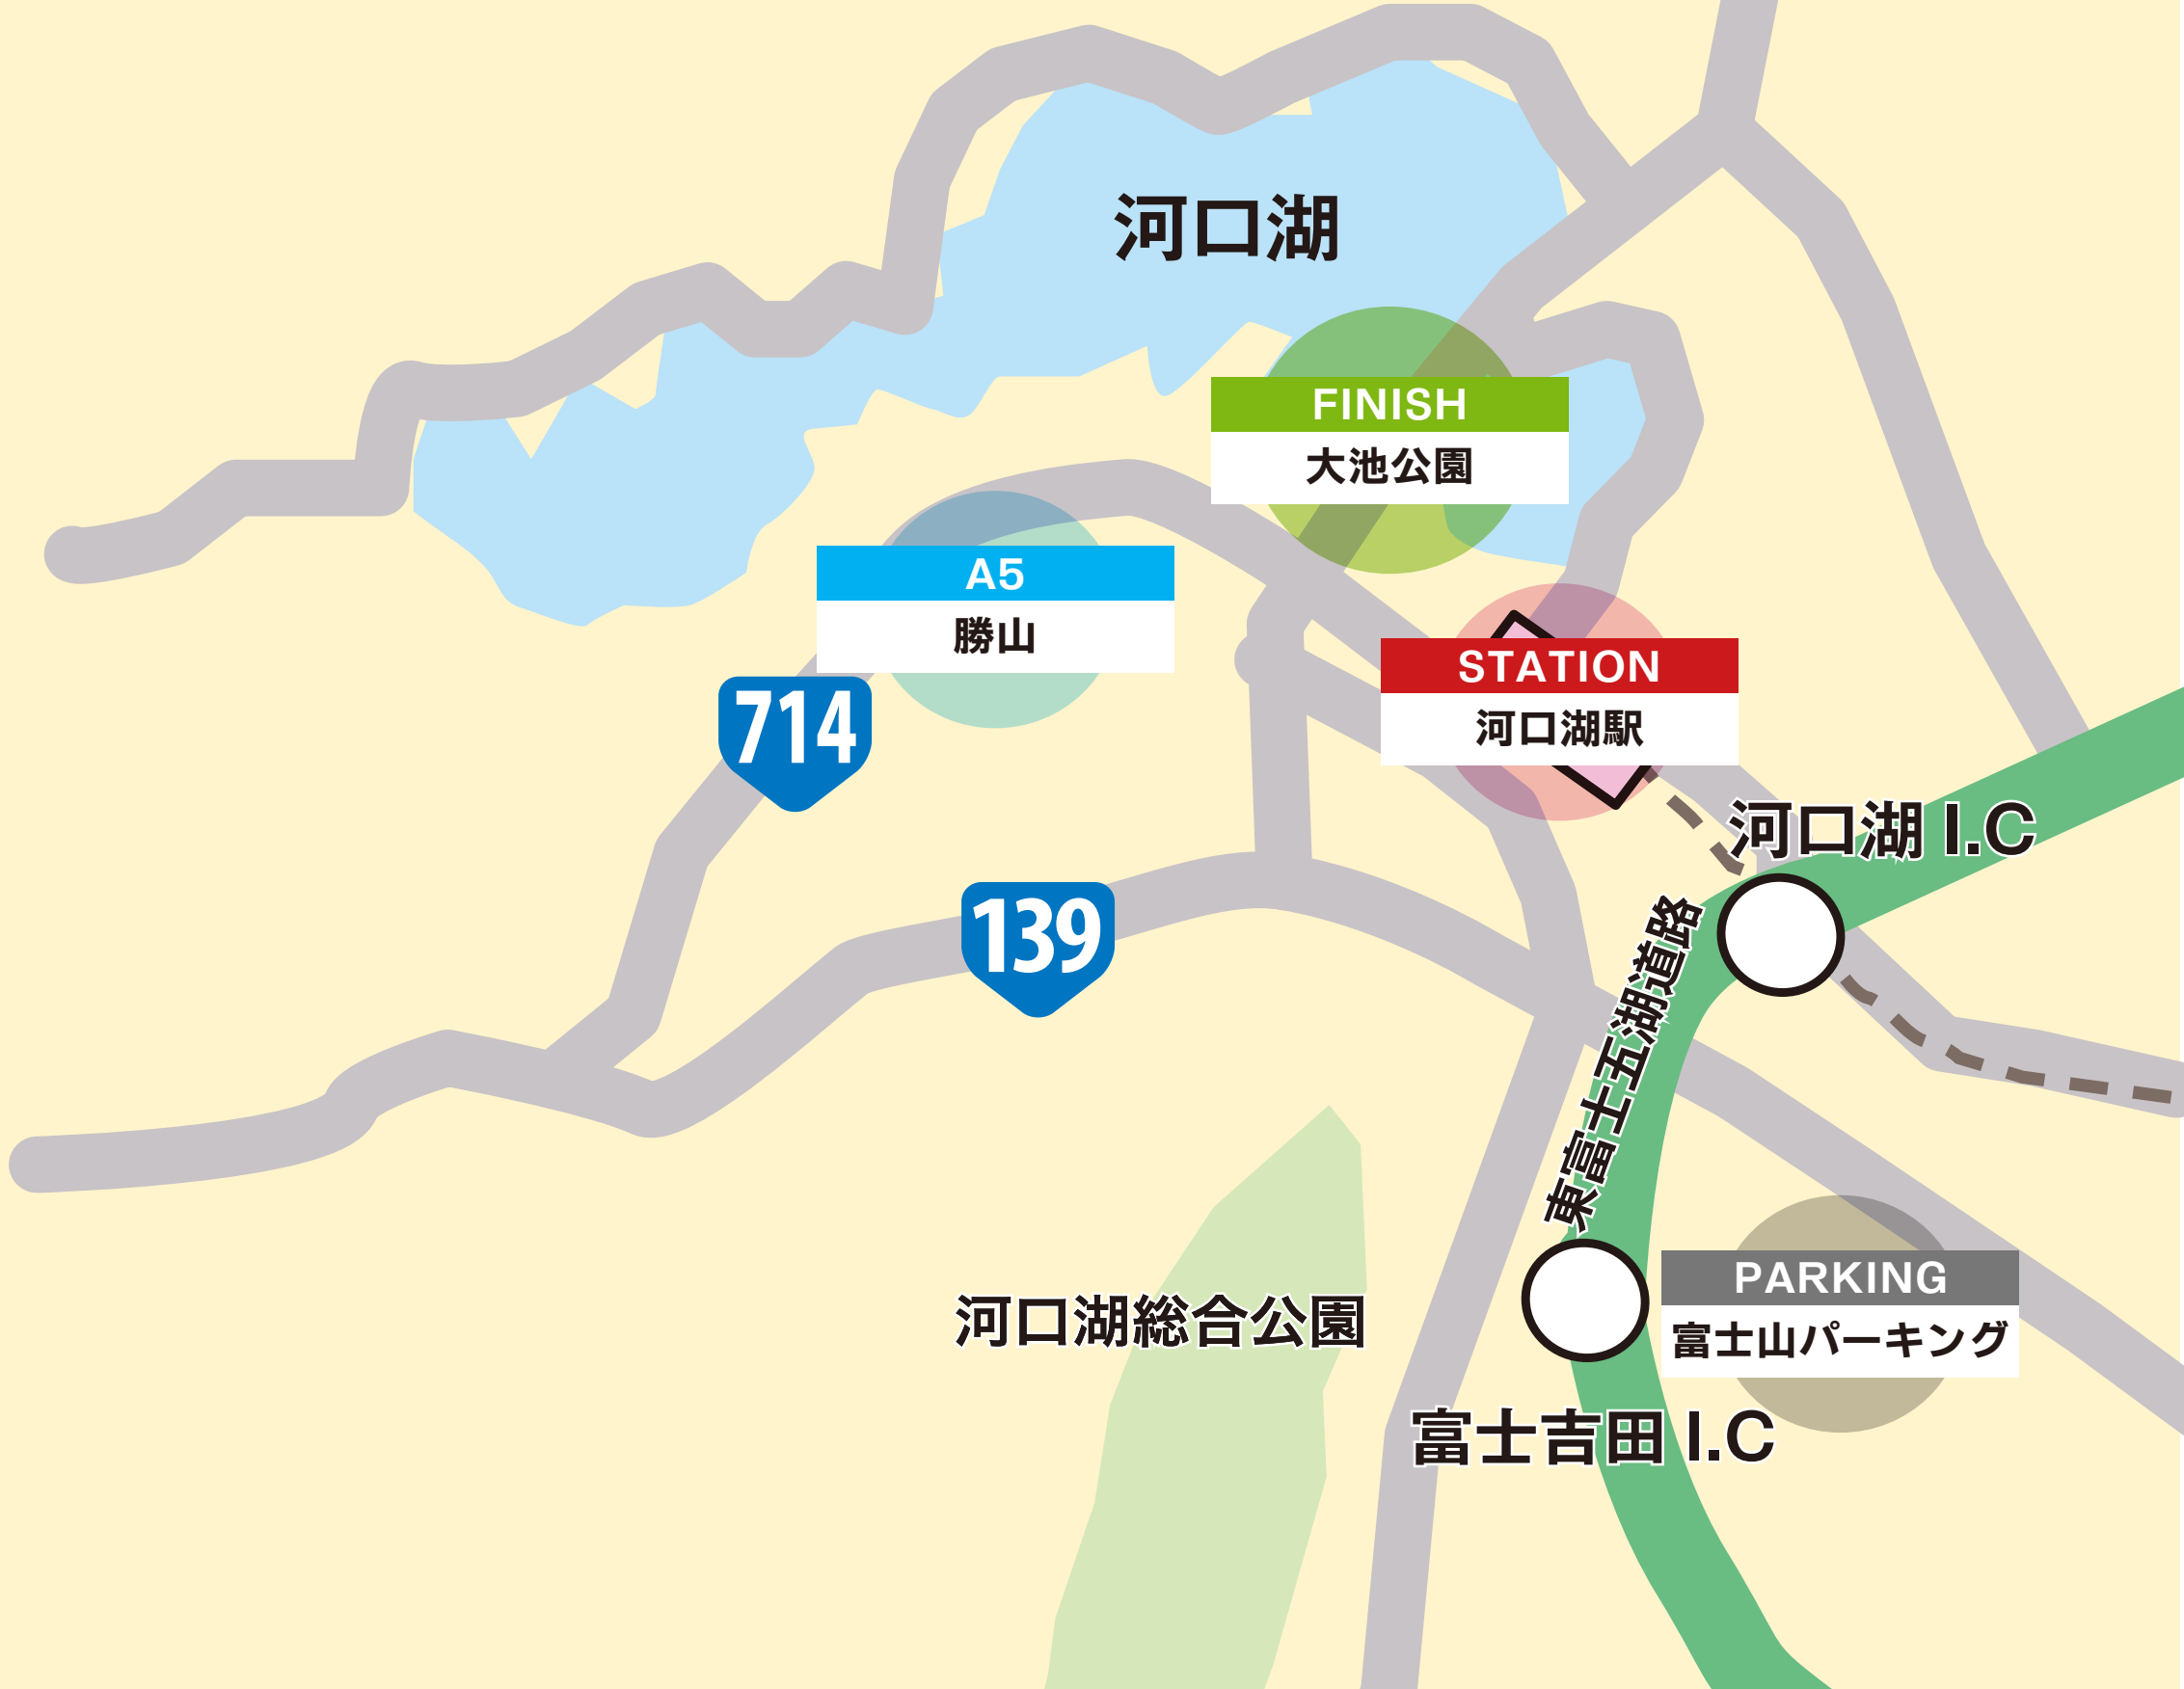 河口湖
FINISH
大池公園
A5
勝山
STATION
河口湖駅
714
河口湖 I.C
139
東富士五湖道路
PARKING
富士山パーキング
河口湖総合公園
富士吉田 I.C